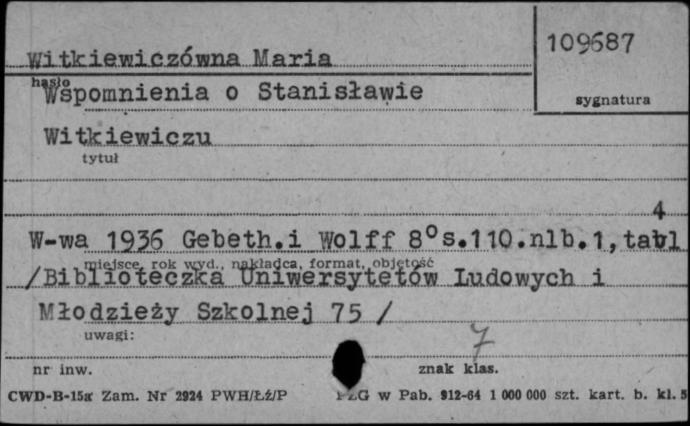 Witkiewiczówna Maria
109687
hasło
sygnatura
Wspomnienia o Stanisławie
Witkiewiczu
tytuł
4
W-wa 1936 Gebeth.i Wolff 8° s.110.nlb.1,tabl
miejsce, rok wyd., nakładca, format, objętość
/Biblioteczka Uniwersytetów Ludowych i
Młodzieży Szkolnej 75 /
uwagi:
7
nr inw.
znak klas.
CWD-B-15a Zam. Nr 2924 PWH/Łź/P
PZG w Pab. 912-64 1 000 000 szt. kart. b. kl. 5